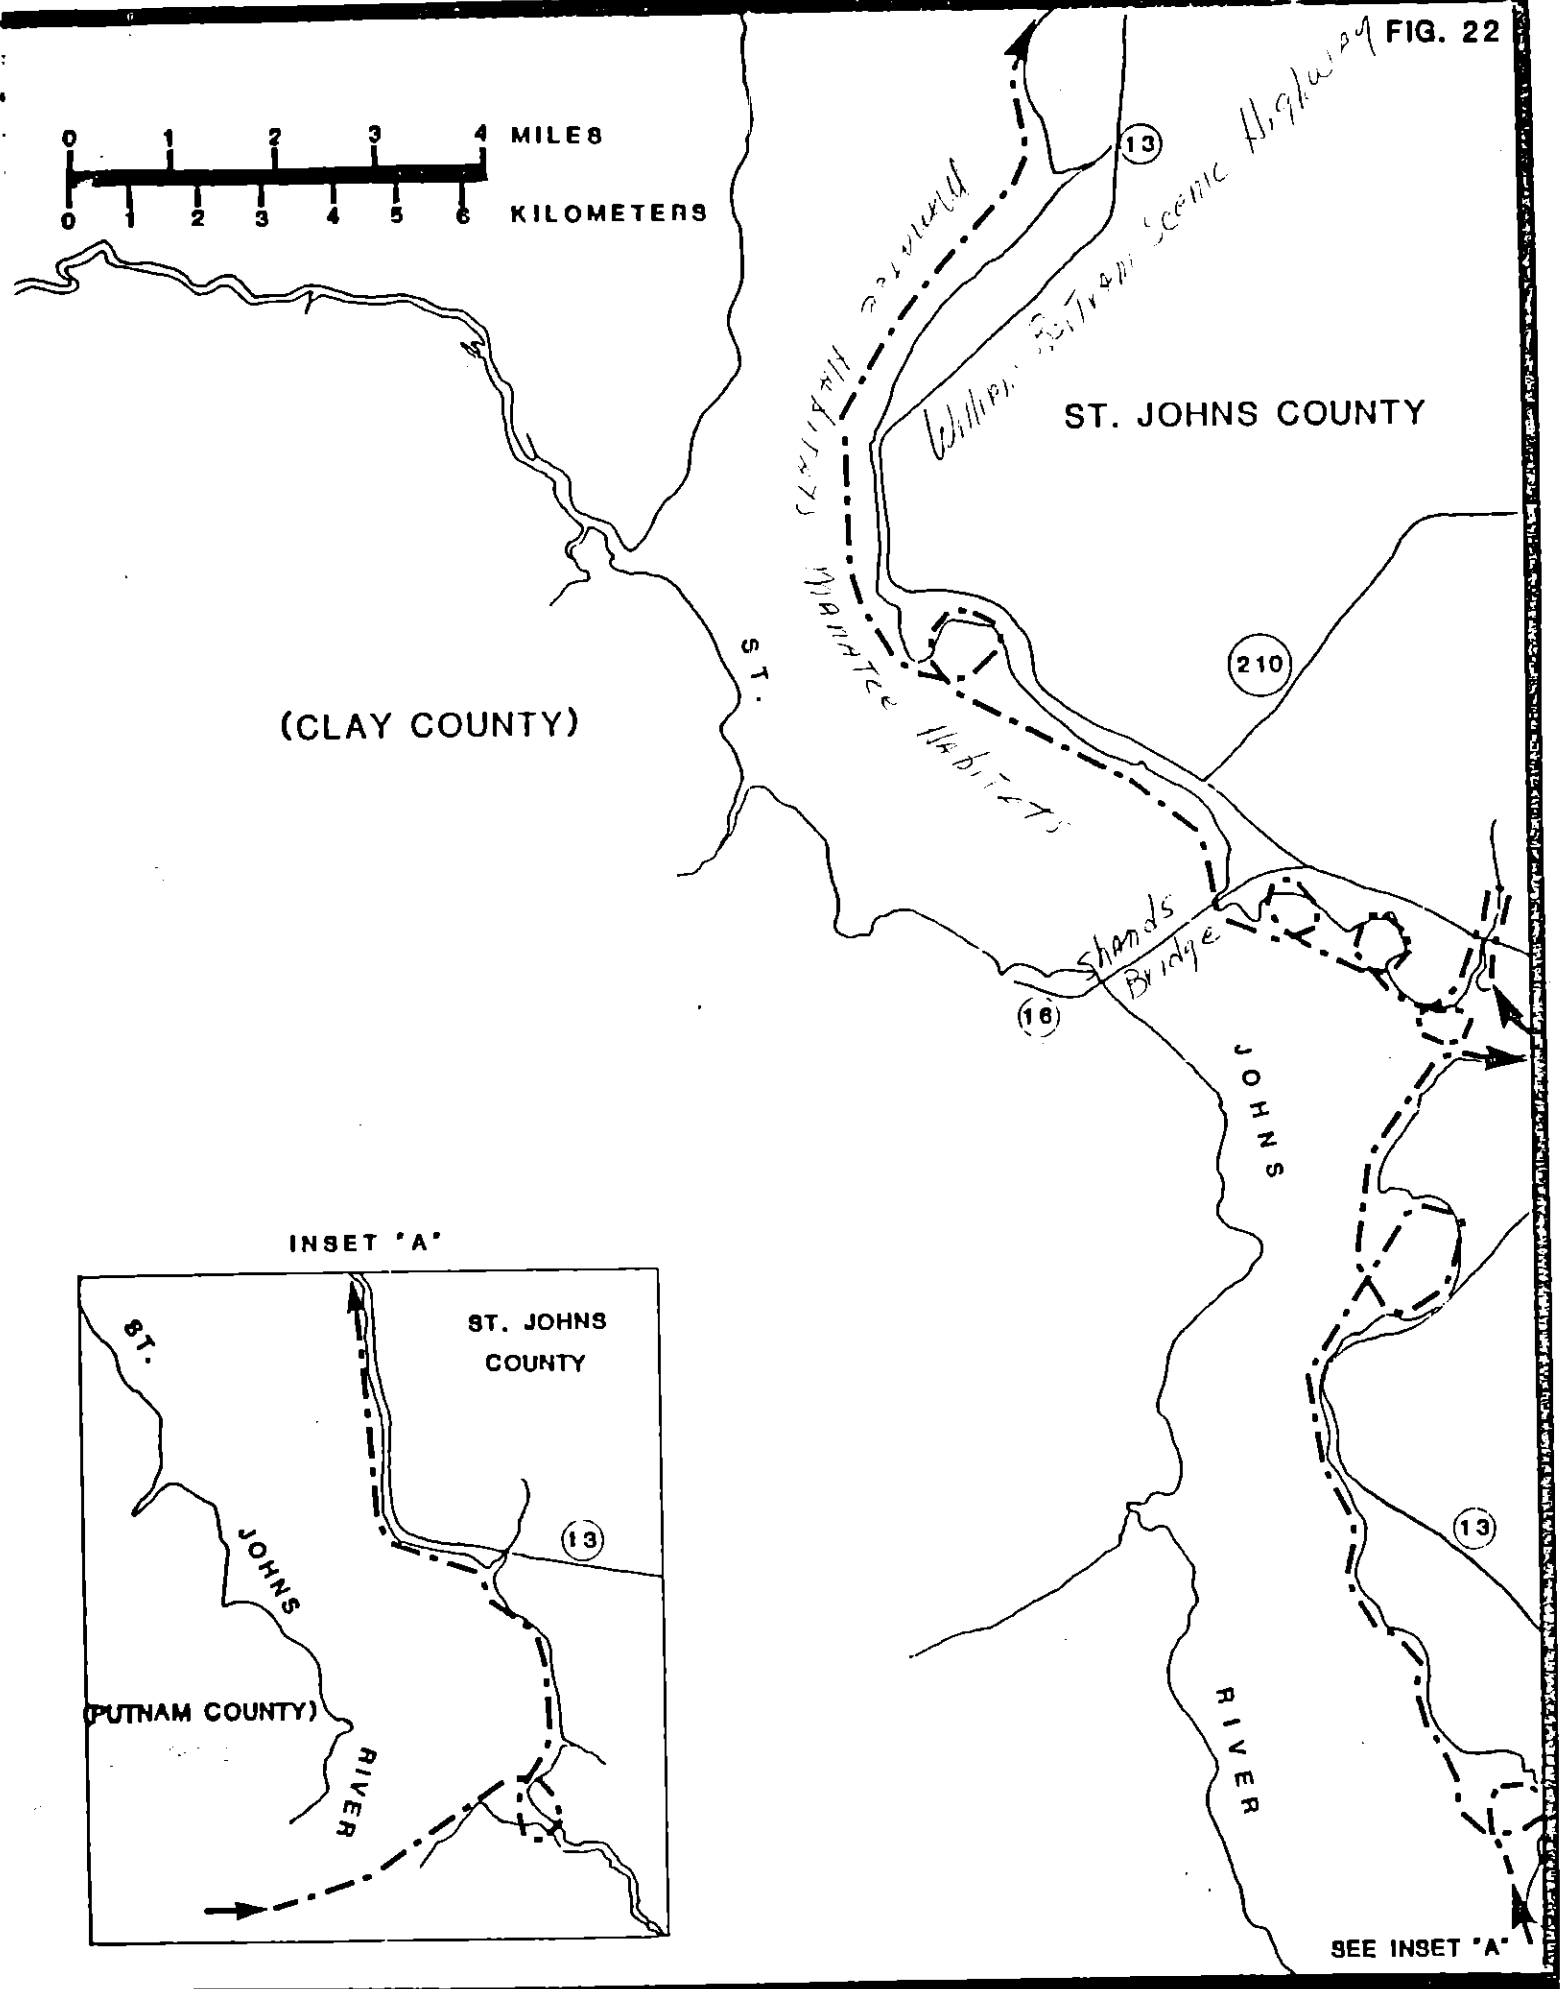 FIG. 22
0 1 2 3 4 MILES
0 1 2 3 4 5 6 KILOMETERS
13
William Bartram Scenic Highway
Manatee Habitats
ST. JOHNS COUNTY
Manatee Habitats
210
(CLAY COUNTY)
ST.
Shands
Bridge
16
JOHNS
INSET "A"
ST. JOHNS
COUNTY
ST.
JOHNS
13
(PUTNAM COUNTY)
RIVER
13
RIVER
SEE INSET "A"